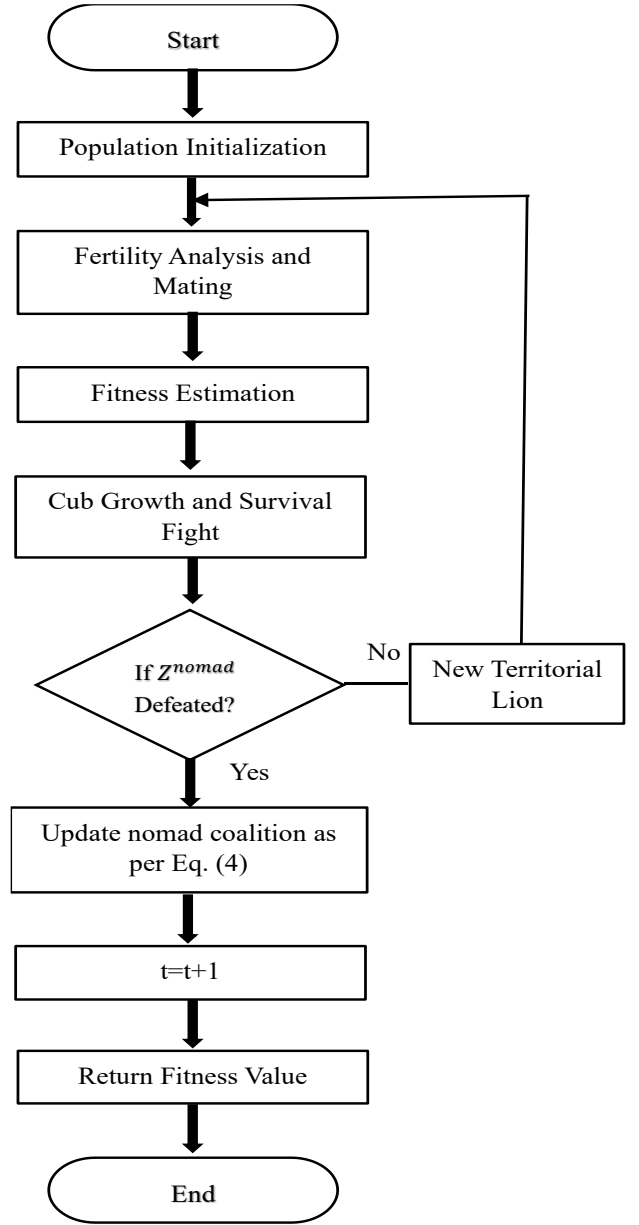 Start
Population Initialization
Fertility Analysis and
Mating
Fitness Estimation
Cub Growth and Survival
Fight
If Z^nomad
Defeated?
No
New Territorial
Lion
Yes
Update nomad coalition as
per Eq. (4)
t=t+1
Return Fitness Value
End